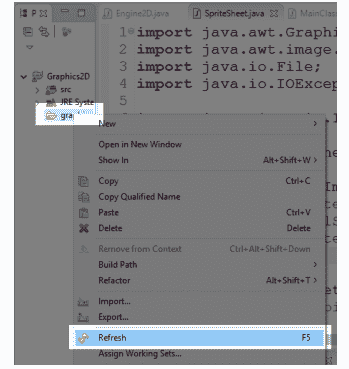 P
Engine2D.java
SpriteSheet.java
MainClass
1 import java.awt.Graphi
2 import java.awt.image.
3 import java.io.File;
4 import java.io.IOExcep
5
Graphics2D
src
JRE Syste
gra
New
Open in New Window
Show In Alt+Shift+W
Copy Ctrl+C
Copy Qualified Name
Paste Ctrl+V
Delete Delete
Remove from Context Ctrl+Alt+Shift+Down
Build Path
Refactor Alt+Shift+T
Import...
Export...
Refresh F5
Assign Working Sets...